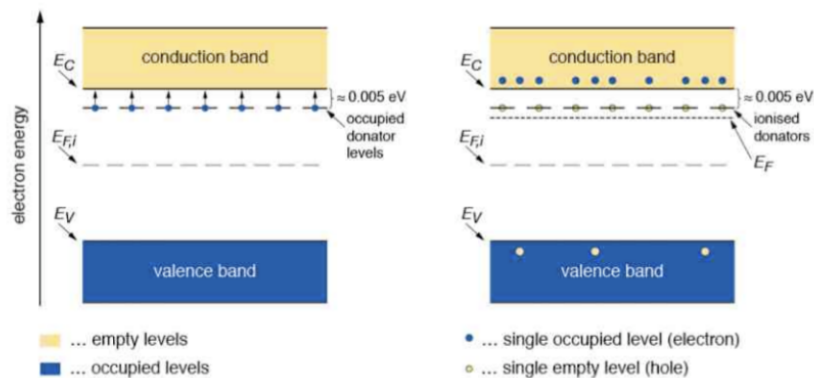 electron energy
conduction band
E_C
≈ 0.005 eV
occupied
donator
levels
E_{F,i}
E_V
valence band
conduction band
E_C
≈ 0.005 eV
ionised
donators
E_F
E_{F,i}
E_V
valence band
... empty levels
... occupied levels
... single occupied level (electron)
... single empty level (hole)